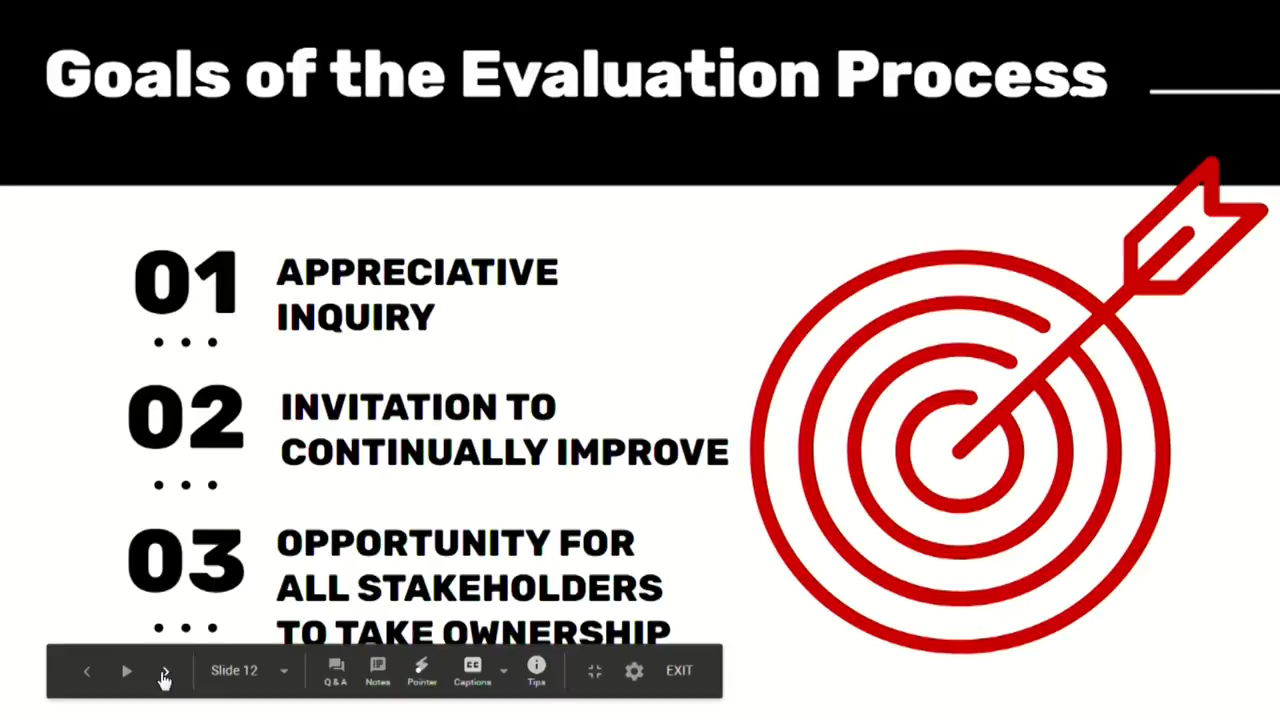 Goals of the Evaluation Process
01
APPRECIATIVE
INQUIRY
02
INVITATION TO
CONTINUALLY IMPROVE
03
OPPORTUNITY FOR
ALL STAKEHOLDERS
TO TAKE OWNERSHIP
Slide 12
Q & A
Notes
Pointer
CC
Captions
Tips
EXIT